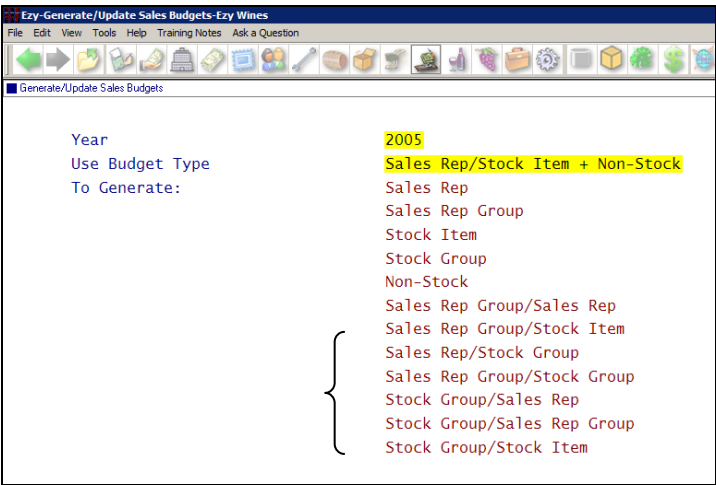 Ezy-Generate/Update Sales Budgets-Ezy Wines
File Edit View Tools Help Training Notes Ask a Question
Generate/Update Sales Budgets
Year 2005
Use Budget Type Sales Rep/Stock Item + Non-Stock
To Generate: Sales Rep
Sales Rep Group
Stock Item
Stock Group
Non-Stock
Sales Rep Group/Sales Rep
Sales Rep Group/Stock Item
Sales Rep/Stock Group
Sales Rep Group/Stock Group
Stock Group/Sales Rep
Stock Group/Sales Rep Group
Stock Group/Stock Item